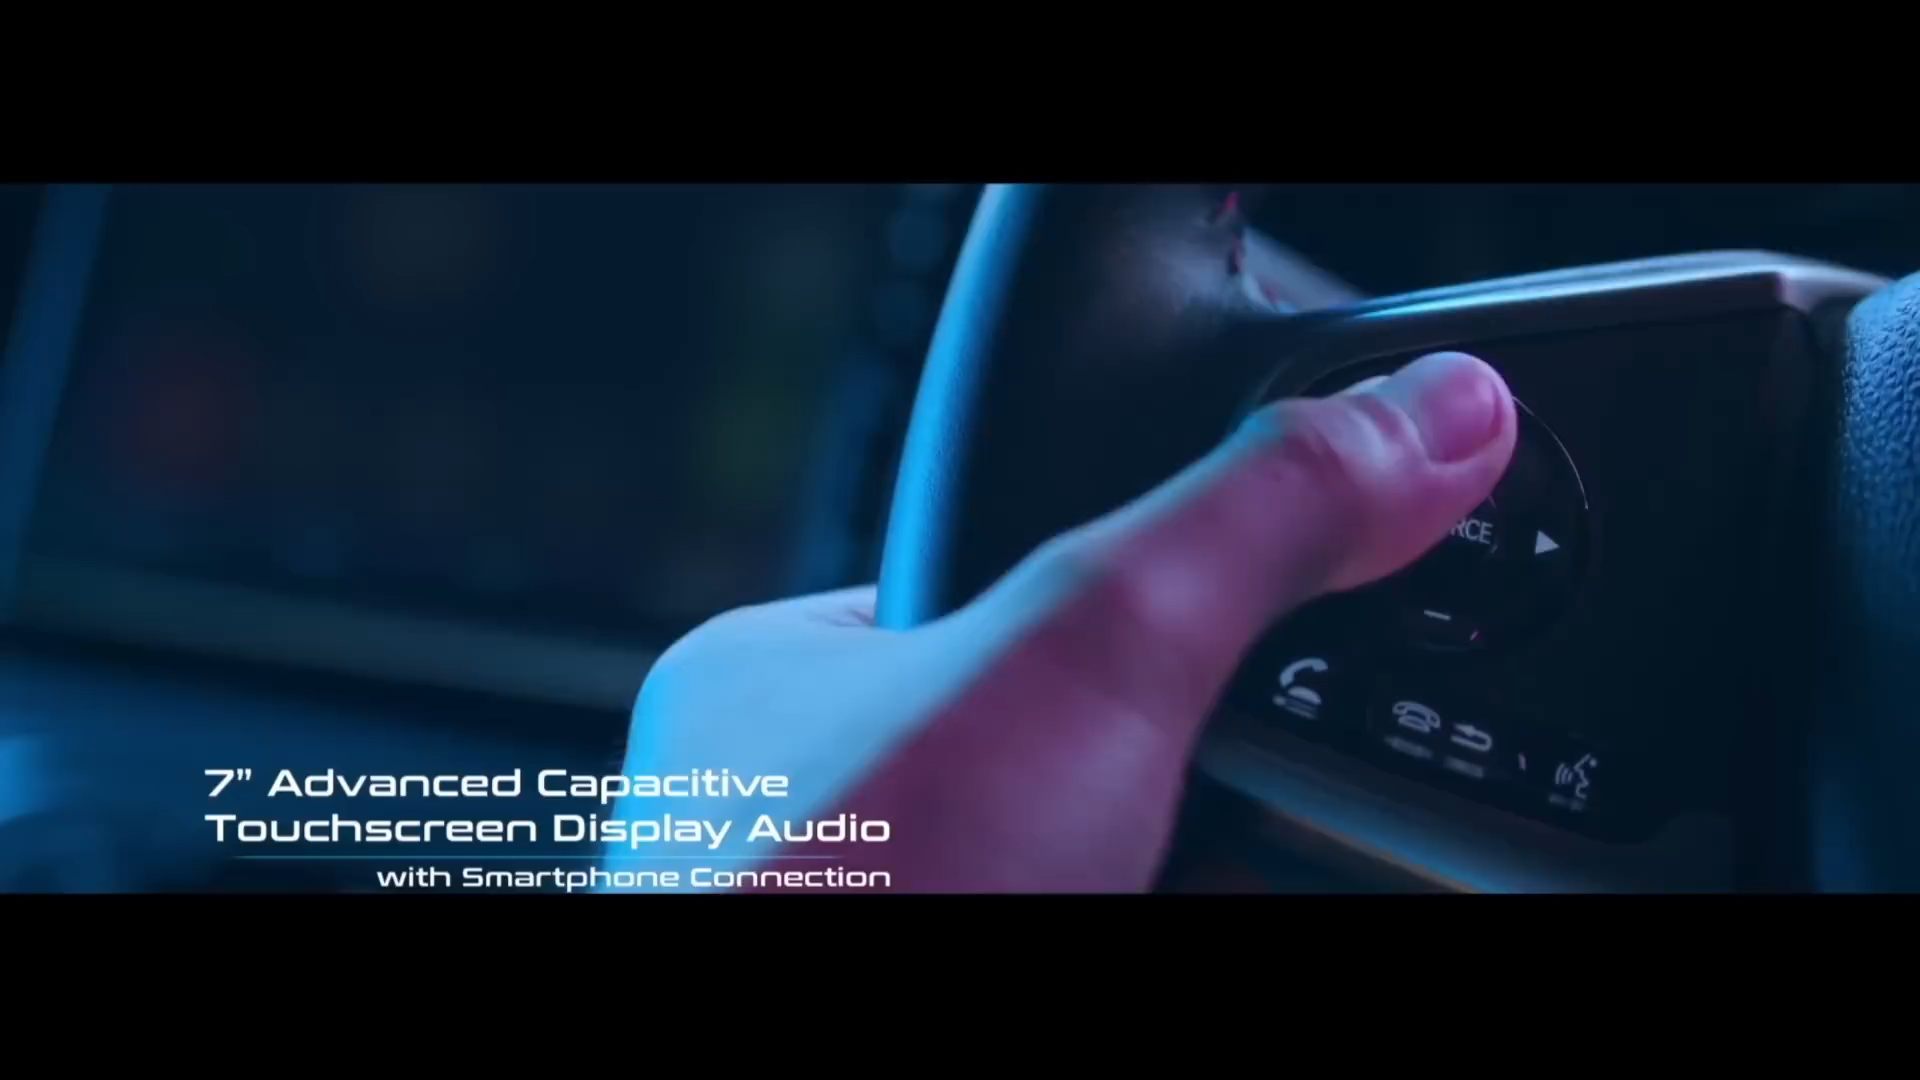 7” Advanced Capacitive
Touchscreen Display Audio
with Smartphone Connection